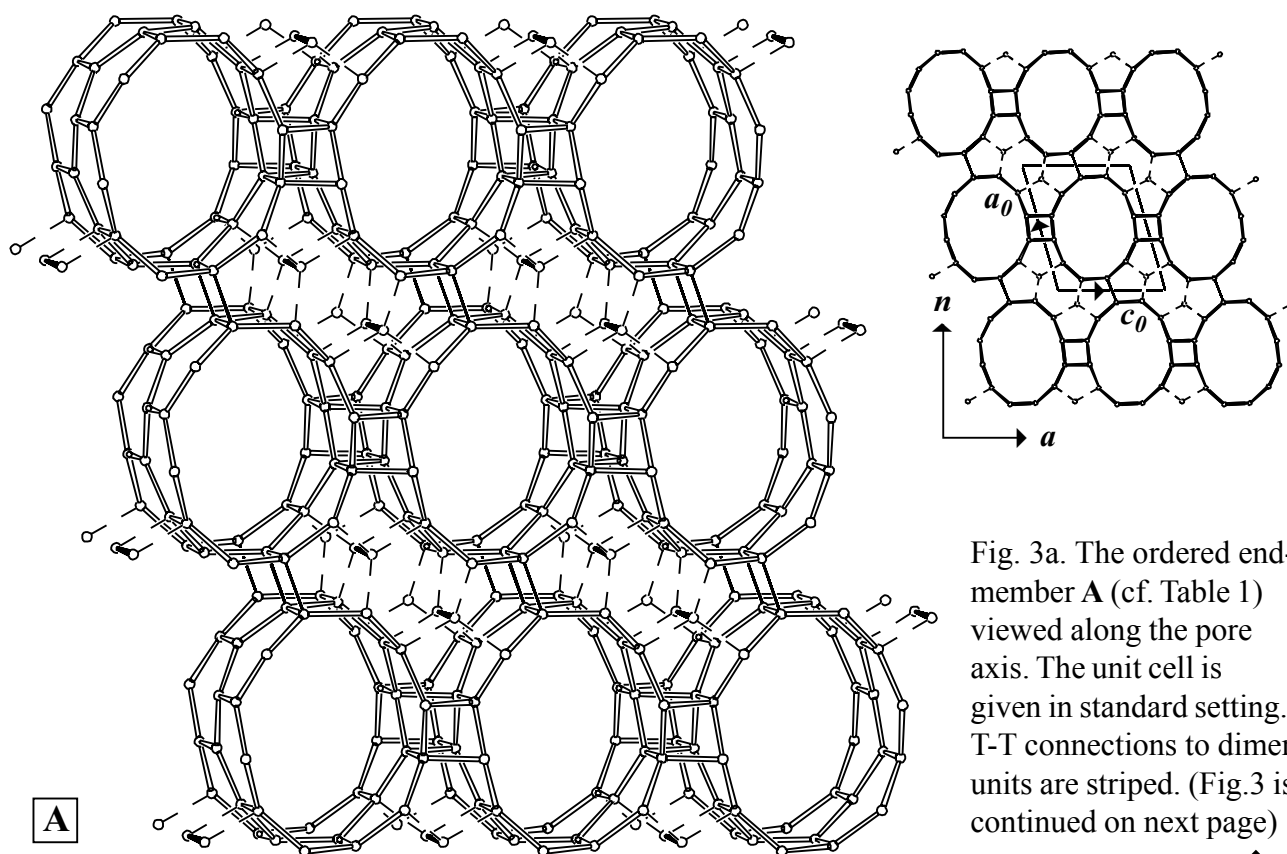 a0
n
c0
a
Fig. 3a. The ordered end-
member A (cf. Table 1)
viewed along the pore
axis. The unit cell is
given in standard setting.
T-T connections to dimer
units are striped. (Fig.3 is
continued on next page)
A